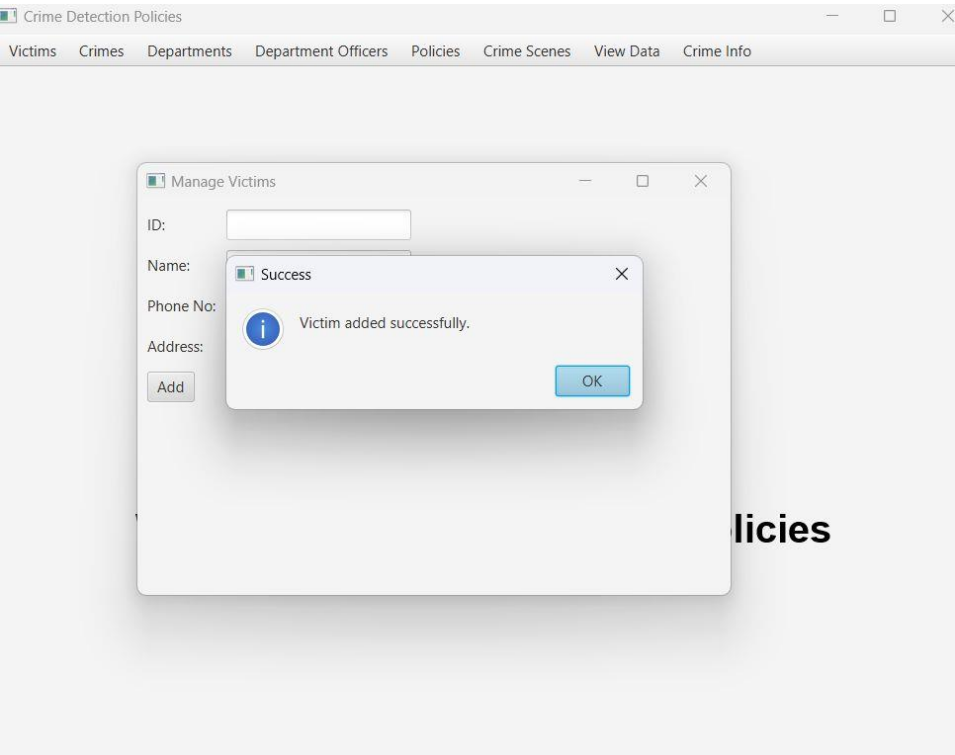 Crime Detection Policies
Victims Crimes Departments Department Officers Policies Crime Scenes View Data Crime Info
Manage Victims
ID:
Name:
Success
Phone No:
Victim added successfully.
Address:
OK
Add